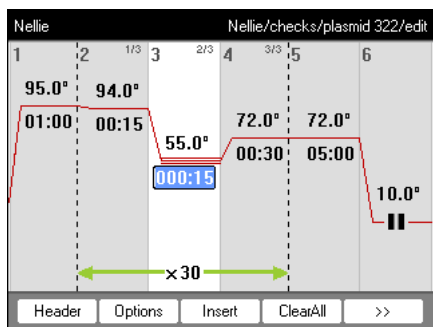 Nellie Nellie/checks/plasmid 322/edit
1 2 1/3 3 2/3 4 3/3 5 6
95.0° 94.0° 55.0° 72.0° 72.0° 10.0°
01:00 00:15 000:15 00:30 05:00
×30
Header Options Insert ClearAll >>